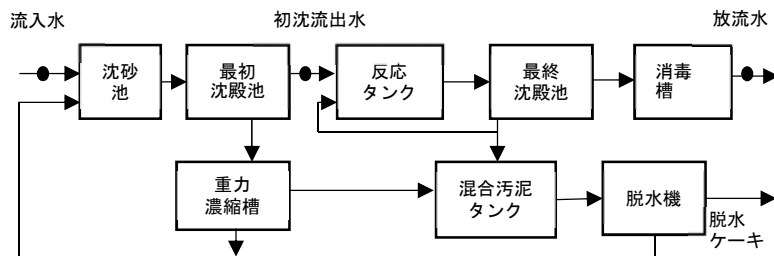 流入水
初沈流出水
放流水
沈砂
池
最初
沈殿池
反応
タンク
最終
沈殿池
消毒
槽
重力
濃縮槽
混合汚泥
タンク
脱水機
脱水
ケーキ